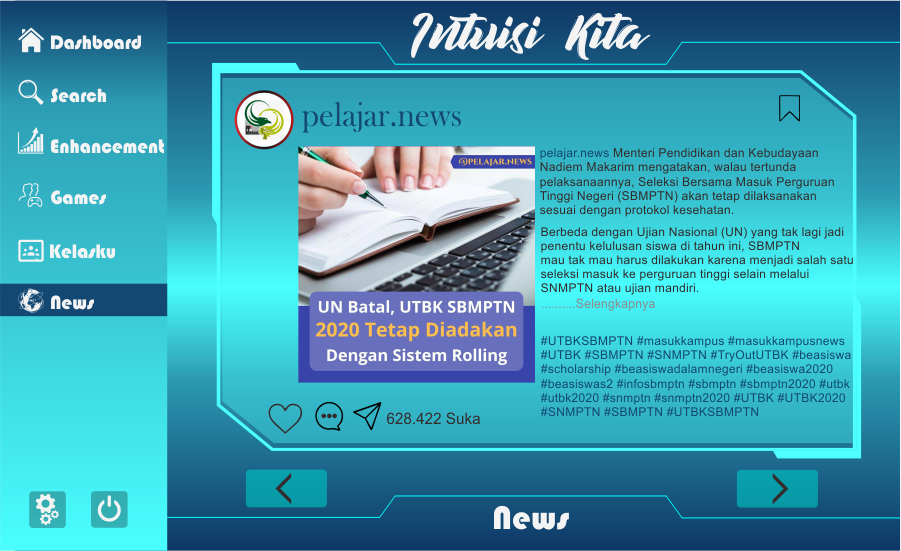 Intuisi Kita
Dashboard
Search
Enhancement
Games
Kelasku
News
pelajar.news
@PELAJAR.NEWS
UN Batal, UTBK SBMPTN
2020 Tetap Diadakan
Dengan Sistem Rolling
pelajar.news Menteri Pendidikan dan Kebudayaan
Nadiem Makarim mengatakan, walau tertunda
pelaksanaannya, Seleksi Bersama Masuk Perguruan
Tinggi Negeri (SBMPTN) akan tetap dilaksanakan
sesuai dengan protokol kesehatan.
Berbeda dengan Ujian Nasional (UN) yang tak lagi jadi
penentu kelulusan siswa di tahun ini, SBMPTN
mau tak mau harus dilakukan karena menjadi salah satu
seleksi masuk ke perguruan tinggi selain melalui
SNMPTN atau ujian mandiri.
..........Selengkapnya
#UTBKSBMPTN #masukkampus #masukkampusnews
#UTBK #SBMPTN #SNMPTN #TryOutUTBK #beasiswa
#scholarship #beasiswadalamnegeri #beasiswa2020
#beasiswas2 #infosbmptn #sbmptn #sbmptn2020 #utbk
#utbk2020 #snmptn #snmptn2020 #UTBK #UTBK2020
#SNMPTN #SBMPTN #UTBKSBMPTN
628.422 Suka
News